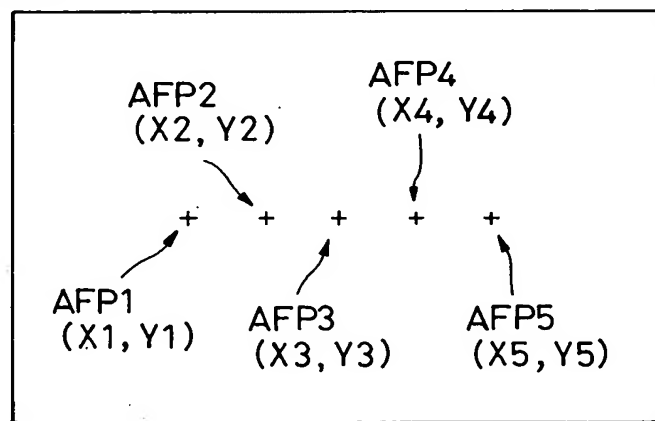 AFP2
(X2, Y2)
AFP4
(X4, Y4)
+ + + + +
AFP1
(X1, Y1)
AFP3
(X3, Y3)
AFP5
(X5, Y5)